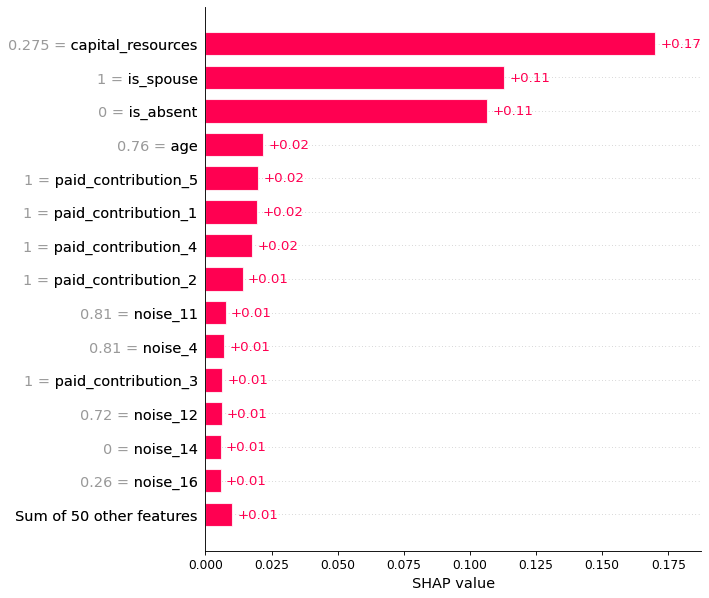 0.275 = capital_resources +0.17
1 = is_spouse +0.11
0 = is_absent +0.11
0.76 = age +0.02
1 = paid_contribution_5 +0.02
1 = paid_contribution_1 +0.02
1 = paid_contribution_4 +0.02
1 = paid_contribution_2 +0.01
0.81 = noise_11 +0.01
0.81 = noise_4 +0.01
1 = paid_contribution_3 +0.01
0.72 = noise_12 +0.01
0 = noise_14 +0.01
0.26 = noise_16 +0.01
Sum of 50 other features +0.01
0.000 0.025 0.050 0.075 0.100 0.125 0.150 0.175
SHAP value